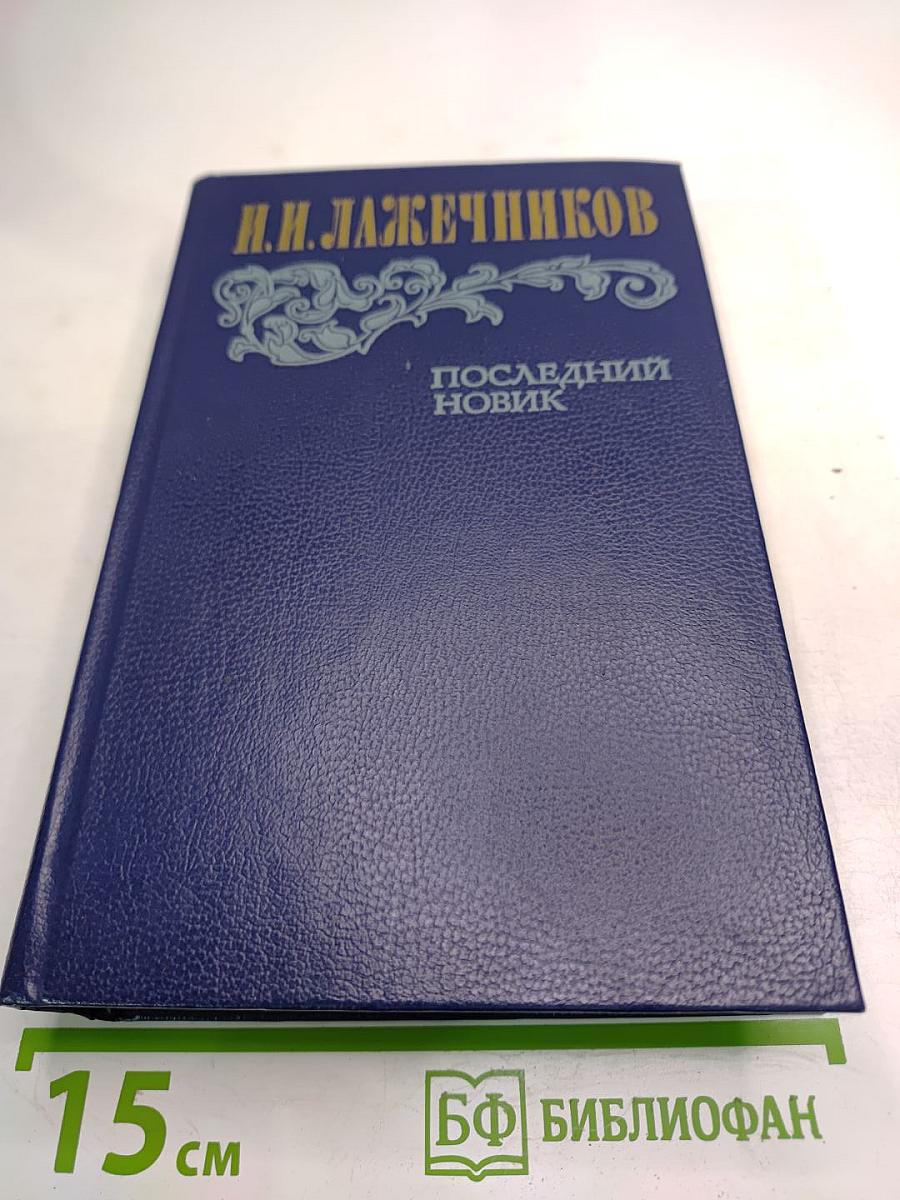 И.И. ЛАЖЕЧНИКОВ
ПОСЛЕДНИЙ
НОВИК
15 см
БФ БИБЛИОФАН